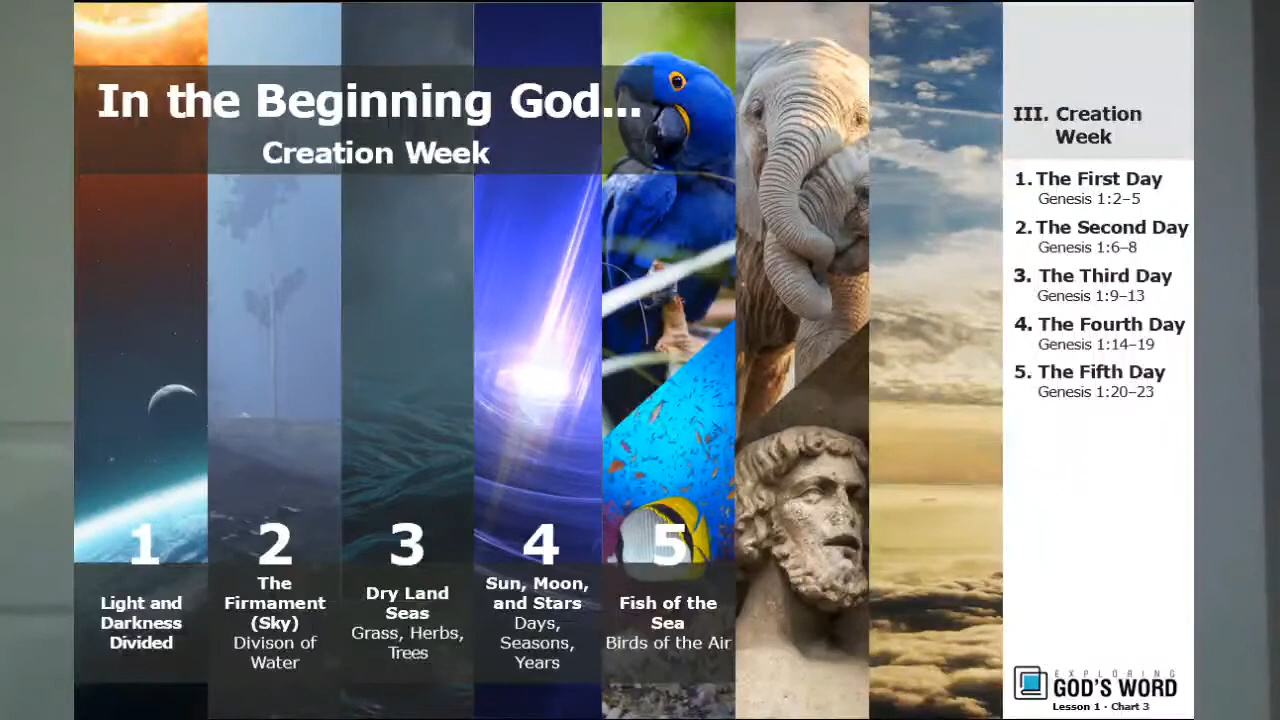 In the Beginning God...
Creation Week
1
Light and
Darkness
Divided
2
The
Firmament
(Sky)
Divison of
Water
3
Dry Land
Seas
Grass, Herbs,
Trees
4
Sun, Moon,
and Stars
Days,
Seasons,
Years
5
Fish of the
Sea
Birds of the Air
III. Creation
Week
1. The First Day
Genesis 1:2–5
2. The Second Day
Genesis 1:6–8
3. The Third Day
Genesis 1:9–13
4. The Fourth Day
Genesis 1:14–19
5. The Fifth Day
Genesis 1:20–23
EXPLORING
GOD'S WORD
Lesson 1 · Chart 3